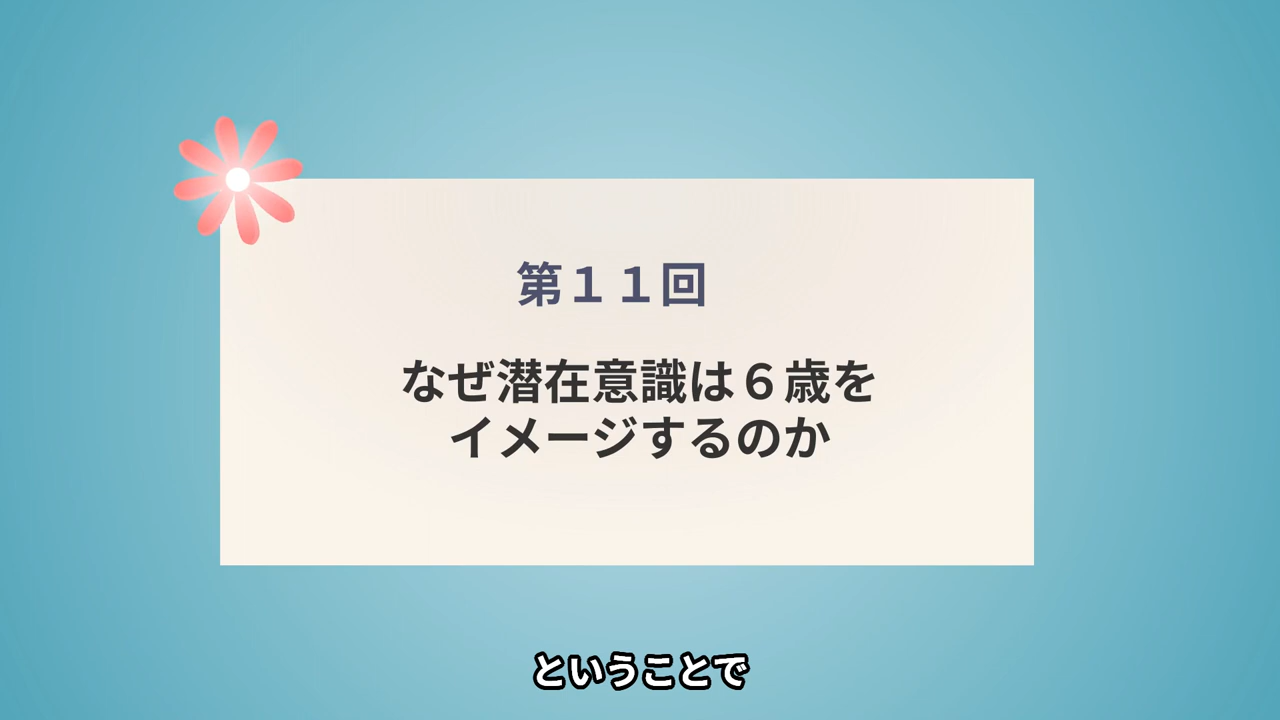 第１１回
なぜ潜在意識は６歳を
イメージするのか
ということで